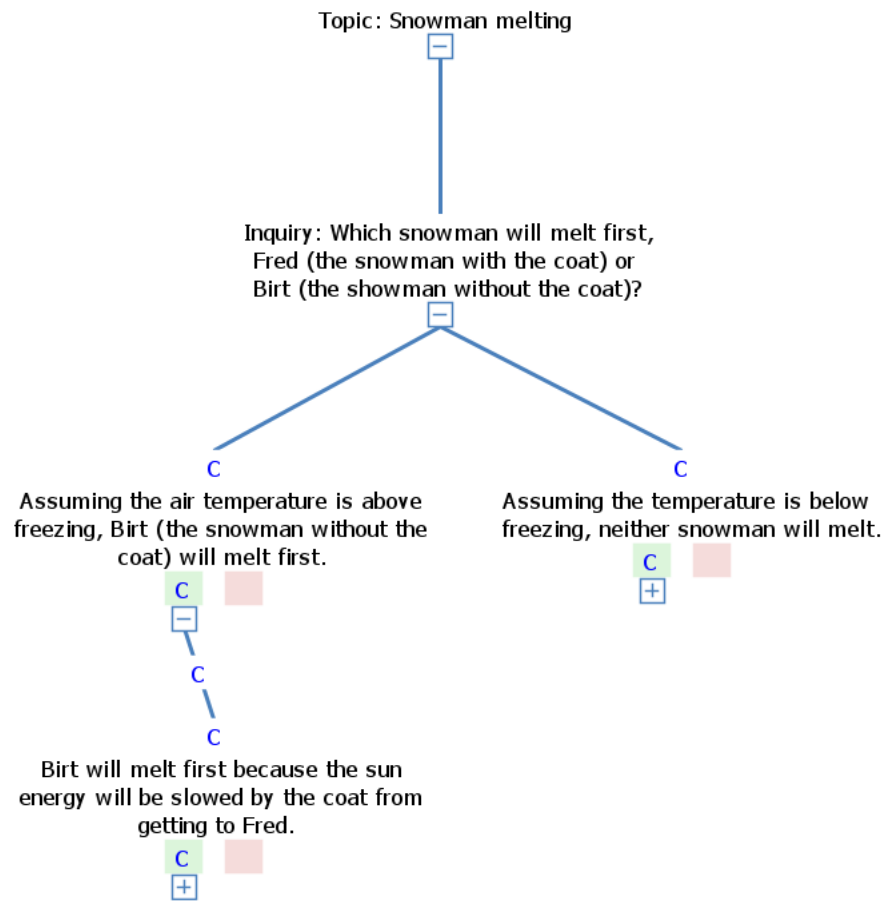 Topic: Snowman melting
Inquiry: Which snowman will melt first,
Fred (the snowman with the coat) or
Birt (the showman without the coat)?
C
Assuming the air temperature is above
freezing, Birt (the snowman without the
coat) will melt first.
C
C
Assuming the temperature is below
freezing, neither snowman will melt.
C
C
C
Birt will melt first because the sun
energy will be slowed by the coat from
getting to Fred.
C